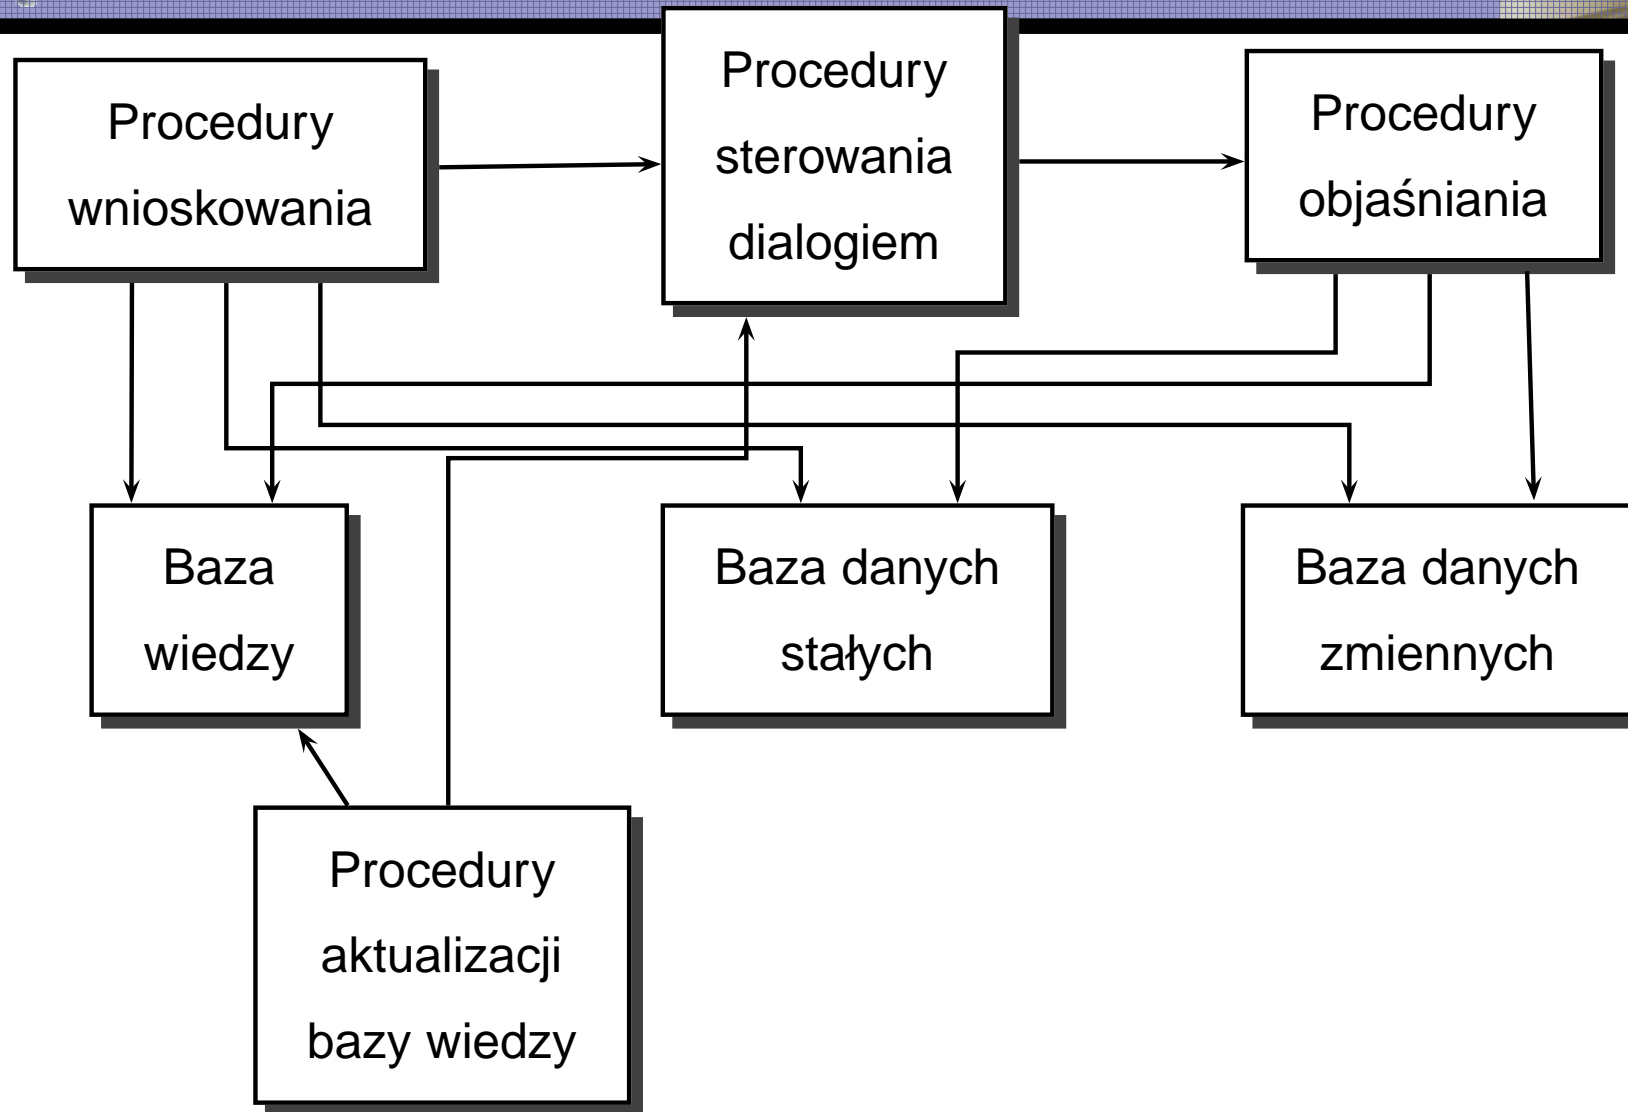 Procedury
wnioskowania
Procedury
sterowania
dialogiem
Procedury
objaśniania
Baza
wiedzy
Baza danych
stałych
Baza danych
zmiennych
Procedury
aktualizacji
bazy wiedzy